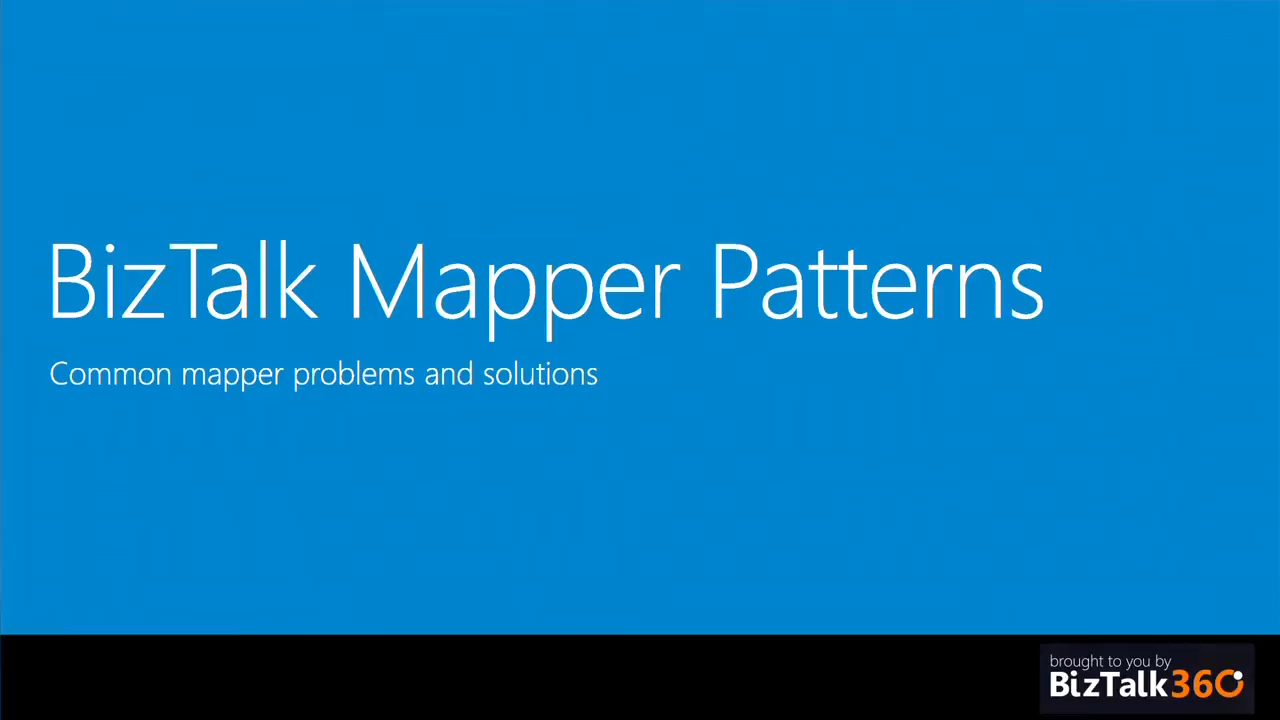 BizTalk Mapper Patterns
Common mapper problems and solutions
brought to you by
BizTalk360